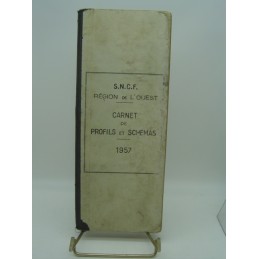 S.N.C.F.
RÉGION DE L'OUEST
CARNET
DE
PROFILS ET SCHÉMAS
1957